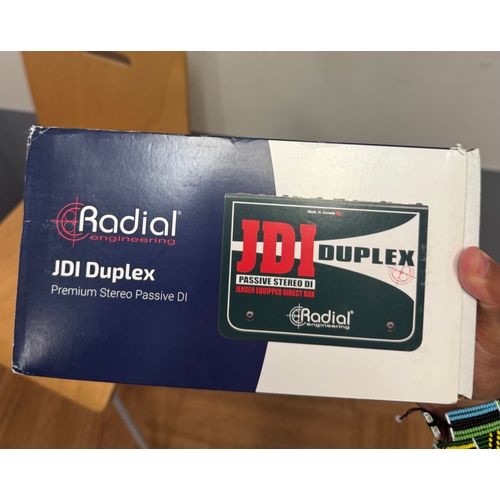 Radial®
engineering
JDI Duplex
Premium Stereo Passive DI
Made in Canada
JDI DUPLEX
PASSIVE STEREO DI
JENSEN EQUIPPED DIRECT BOX
Radial
engineering